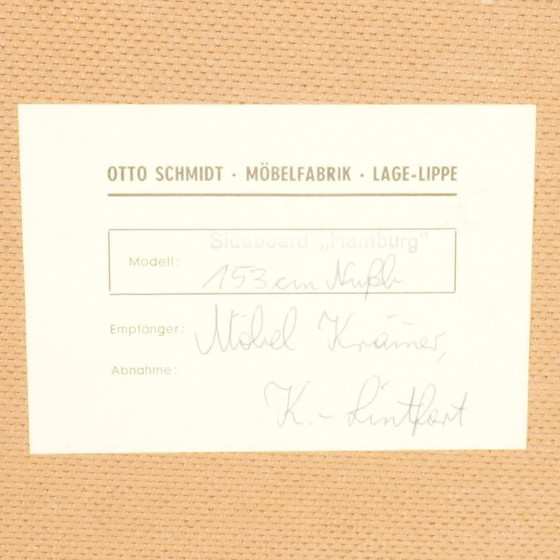 OTTO SCHMIDT · MÖBELFABRIK · LAGE-LIPPE
Sideboard „Hamburg"
Modell: 153 cm Nußb.
Empfänger: Möbel Krämer,
Abnahme:
K.-Lintfort